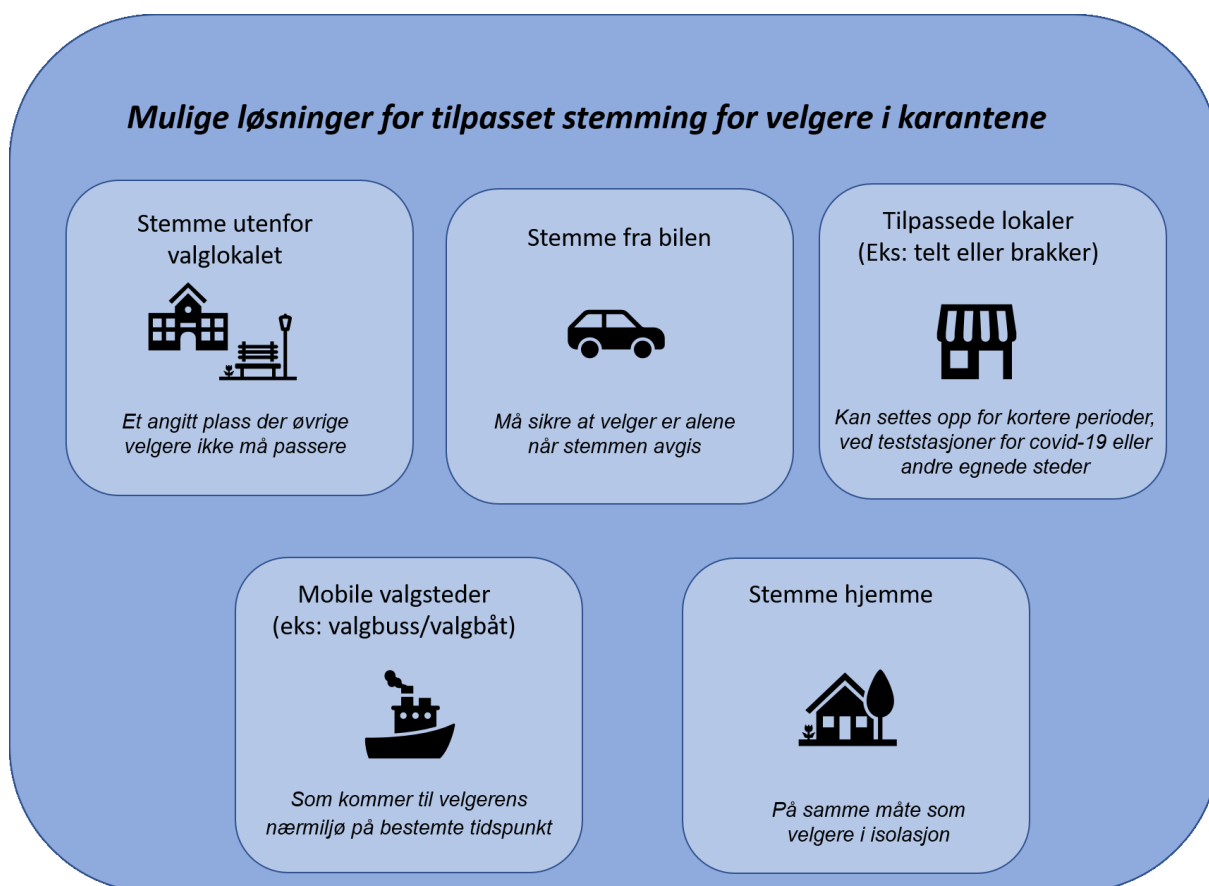 Mulige løsninger for tilpasset stemming for velgere i karantene
Stemme utenfor
valglokalet
Et angitt plass der øvrige
velgere ikke må passere
Stemme fra bilen
Må sikre at velger er alene
når stemmen avgis
Tilpassede lokaler
(Eks: telt eller brakker)
Kan settes opp for kortere perioder,
ved teststasjoner for covid-19 eller
andre egnede steder
Mobile valgsteder
(eks: valgbuss/valgbåt)
Som kommer til velgerens
nærmiljø på bestemte tidspunkt
Stemme hjemme
På samme måte som
velgere i isolasjon